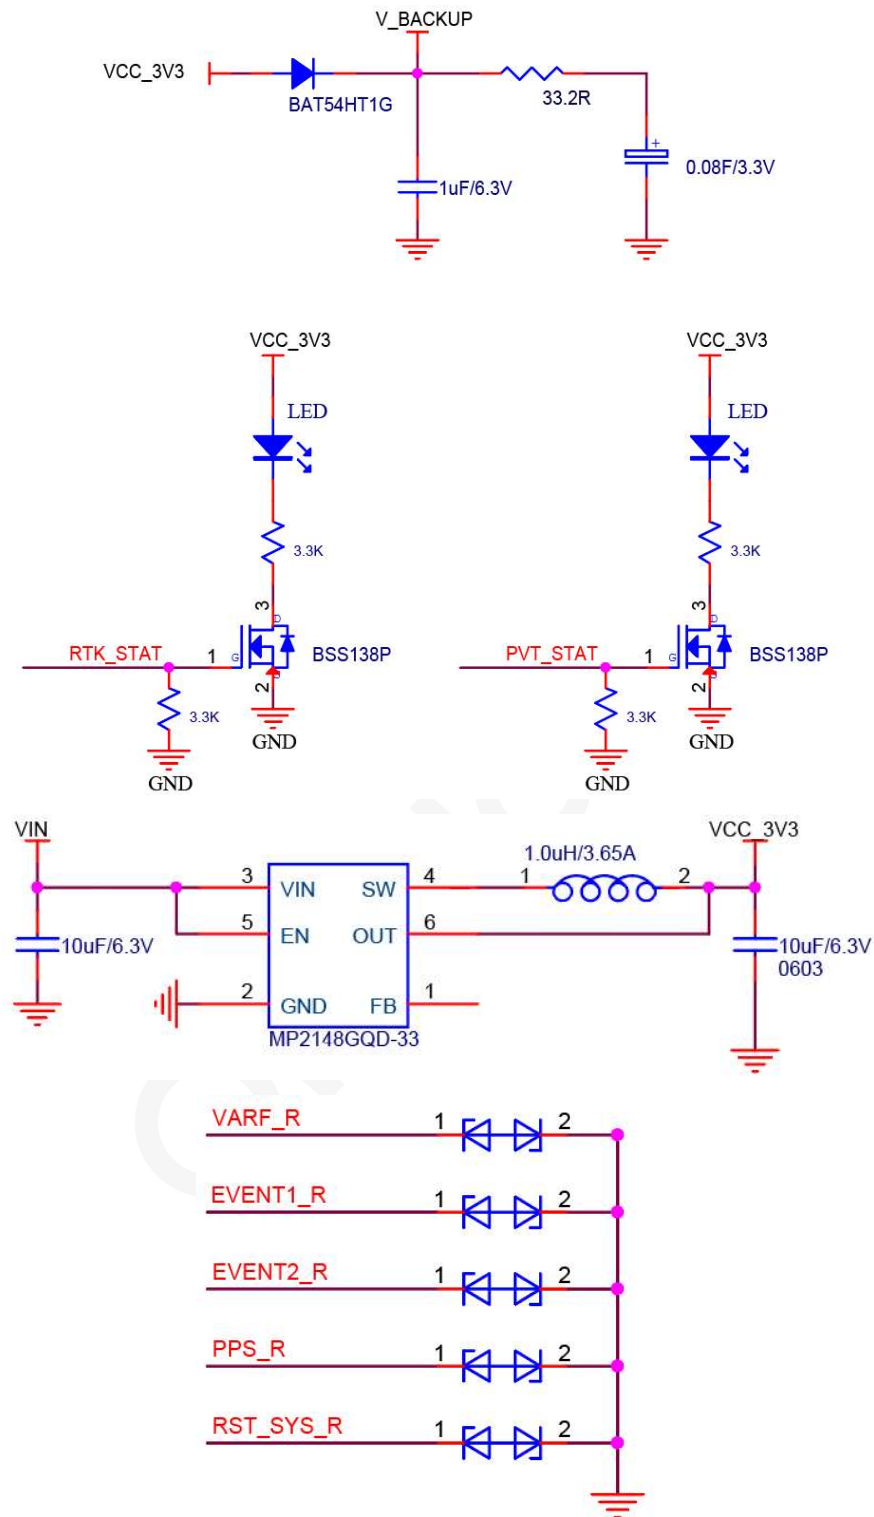 V_BACKUP
VCC_3V3
BAT54HT1G
33.2R
+
1uF/6.3V
0.08F/3.3V
VCC_3V3 VCC_3V3
LED LED
3.3K 3.3K
3 3
D D
RTK_STAT 1 G BSS138P PVT_STAT 1 G BSS138P
2 2
3.3K 3.3K
GND GND
GND GND
VIN VCC_3V3
1.0uH/3.65A
3 VIN SW 4 1 2
5 EN OUT 6
10uF/6.3V 10uF/6.3V
0603
2 GND FB 1
MP2148GQD-33
VARF_R 1 2
EVENT1_R 1 2
EVENT2_R 1 2
PPS_R 1 2
RST_SYS_R 1 2